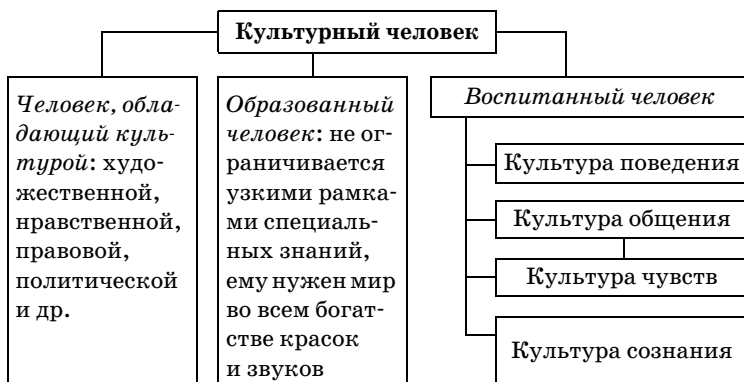 Культурный человек
Человек, обла-
дающий куль-
турой: худо-
жественной,
нравственной,
правовой,
политической
и др.
Образованный
человек: не ог-
раничивается
узкими рамка-
ми специаль-
ных знаний,
ему нужен мир
во всем богат-
стве красок
и звуков
Воспитанный человек
Культура поведения
Культура общения
Культура чувств
Культура сознания